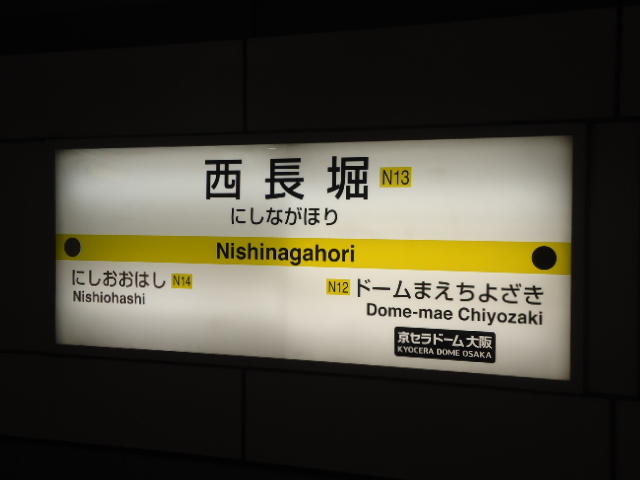 西長堀 N13
にしながほり
Nishinagahori
にしおおはし N14
Nishiohashi
N12 ドームまえちよざき
Dome-mae Chiyozaki
京セラドーム大阪
KYOCERA DOME OSAKA